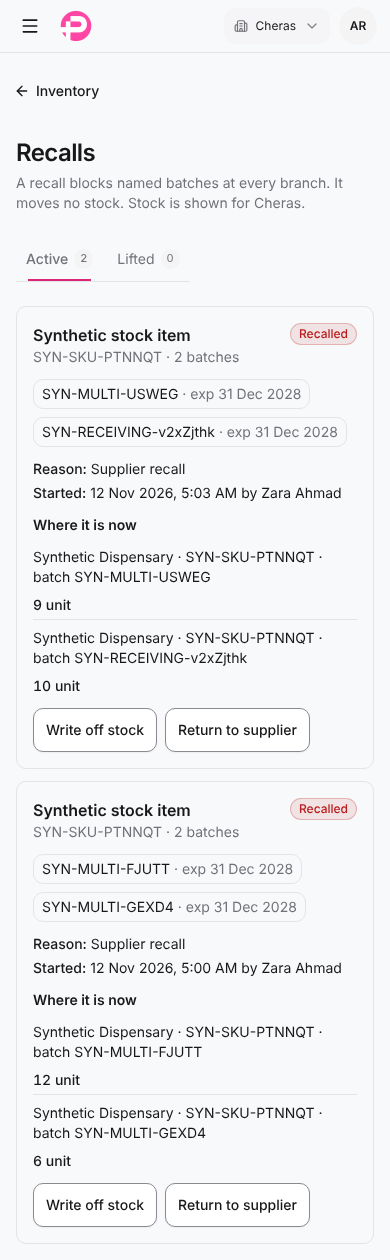 Cheras
AR
Inventory
Recalls
A recall blocks named batches at every branch. It
moves no stock. Stock is shown for Cheras.
Active 2 Lifted 0
Synthetic stock item Recalled
SYN-SKU-PTNNQT · 2 batches
SYN-MULTI-USWEG · exp 31 Dec 2028
SYN-RECEIVING-v2xZjthk · exp 31 Dec 2028
Reason: Supplier recall
Started: 12 Nov 2026, 5:03 AM by Zara Ahmad
Where it is now
Synthetic Dispensary · SYN-SKU-PTNNQT ·
batch SYN-MULTI-USWEG
9 unit
Synthetic Dispensary · SYN-SKU-PTNNQT ·
batch SYN-RECEIVING-v2xZjthk
10 unit
Write off stock Return to supplier
Synthetic stock item Recalled
SYN-SKU-PTNNQT · 2 batches
SYN-MULTI-FJUTT · exp 31 Dec 2028
SYN-MULTI-GEXD4 · exp 31 Dec 2028
Reason: Supplier recall
Started: 12 Nov 2026, 5:00 AM by Zara Ahmad
Where it is now
Synthetic Dispensary · SYN-SKU-PTNNQT ·
batch SYN-MULTI-FJUTT
12 unit
Synthetic Dispensary · SYN-SKU-PTNNQT ·
batch SYN-MULTI-GEXD4
6 unit
Write off stock Return to supplier